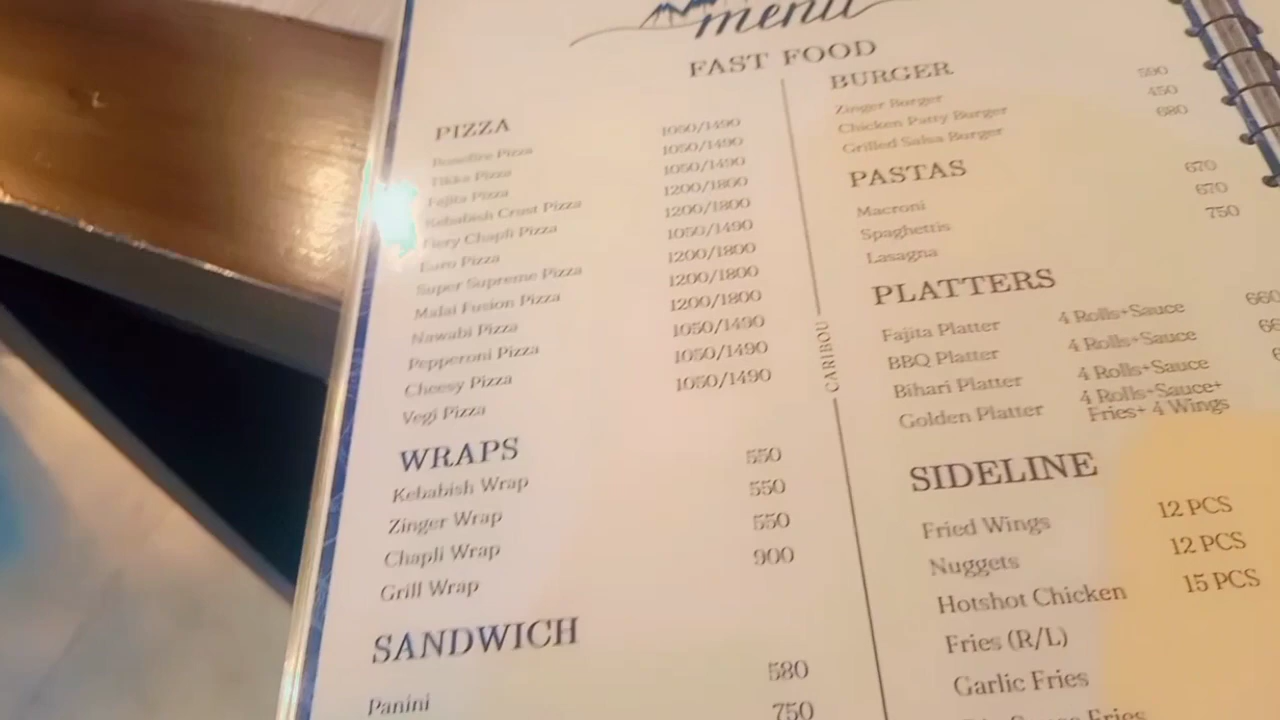 menu
FAST FOOD
PIZZA
Bonefire Pizza 1050/1490
Tikka Pizza 1050/1490
Fajita Pizza 1050/1490
Kebabish Crust Pizza 1200/1800
Fiery Chapli Pizza 1200/1800
Euro Pizza 1050/1490
Super Supreme Pizza 1200/1800
Malai Fusion Pizza 1200/1800
Nawabi Pizza 1200/1800
Pepperoni Pizza 1050/1490
Cheesy Pizza 1050/1490
Vegi Pizza 1050/1490
WRAPS
Kebabish Wrap 550
Zinger Wrap 550
Chapli Wrap 550
Grill Wrap 900
SANDWICH
Panini 580
750
CARIBOU
BURGER
Zinger Burger 590
Chicken Patty Burger 450
Grilled Salsa Burger 680
PASTAS
Macroni 670
Spaghettis 670
Lasagna 750
PLATTERS
Fajita Platter 4 Rolls+Sauce 660
BBQ Platter 4 Rolls+Sauce
Bihari Platter 4 Rolls+Sauce
Golden Platter 4 Rolls+Sauce+
Fries+ 4 Wings
SIDELINE
Fried Wings 12 PCS
Nuggets 12 PCS
Hotshot Chicken 15 PCS
Fries (R/L)
Garlic Fries
Fries